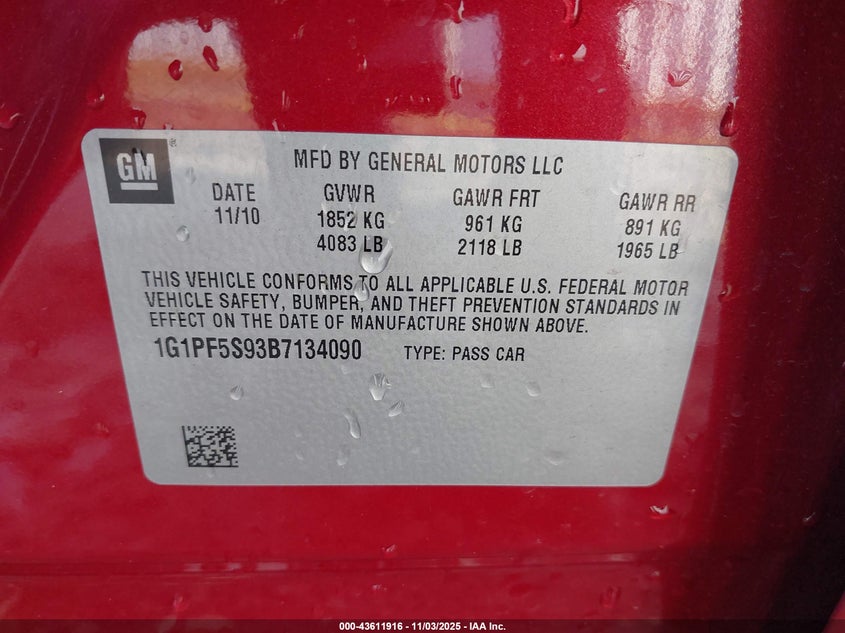 GM ®
MFD BY GENERAL MOTORS LLC
DATE GVWR GAWR FRT GAWR RR
11/10 1852 KG 961 KG 891 KG
4083 LB 2118 LB 1965 LB
THIS VEHICLE CONFORMS TO ALL APPLICABLE U.S. FEDERAL MOTOR
VEHICLE SAFETY, BUMPER, AND THEFT PREVENTION STANDARDS IN
EFFECT ON THE DATE OF MANUFACTURE SHOWN ABOVE.
1G1PF5S93B7134090 TYPE: PASS CAR
000-43611916 - 11/03/2025 - IAA Inc.